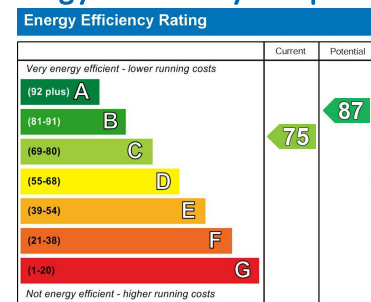 Energy Efficiency Rating
Current Potential
Very energy efficient - lower running costs
(92 plus) A
(81-91) B
87
(69-80) C
75
(55-68) D
(39-54) E
(21-38) F
(1-20) G
Not energy efficient - higher running costs